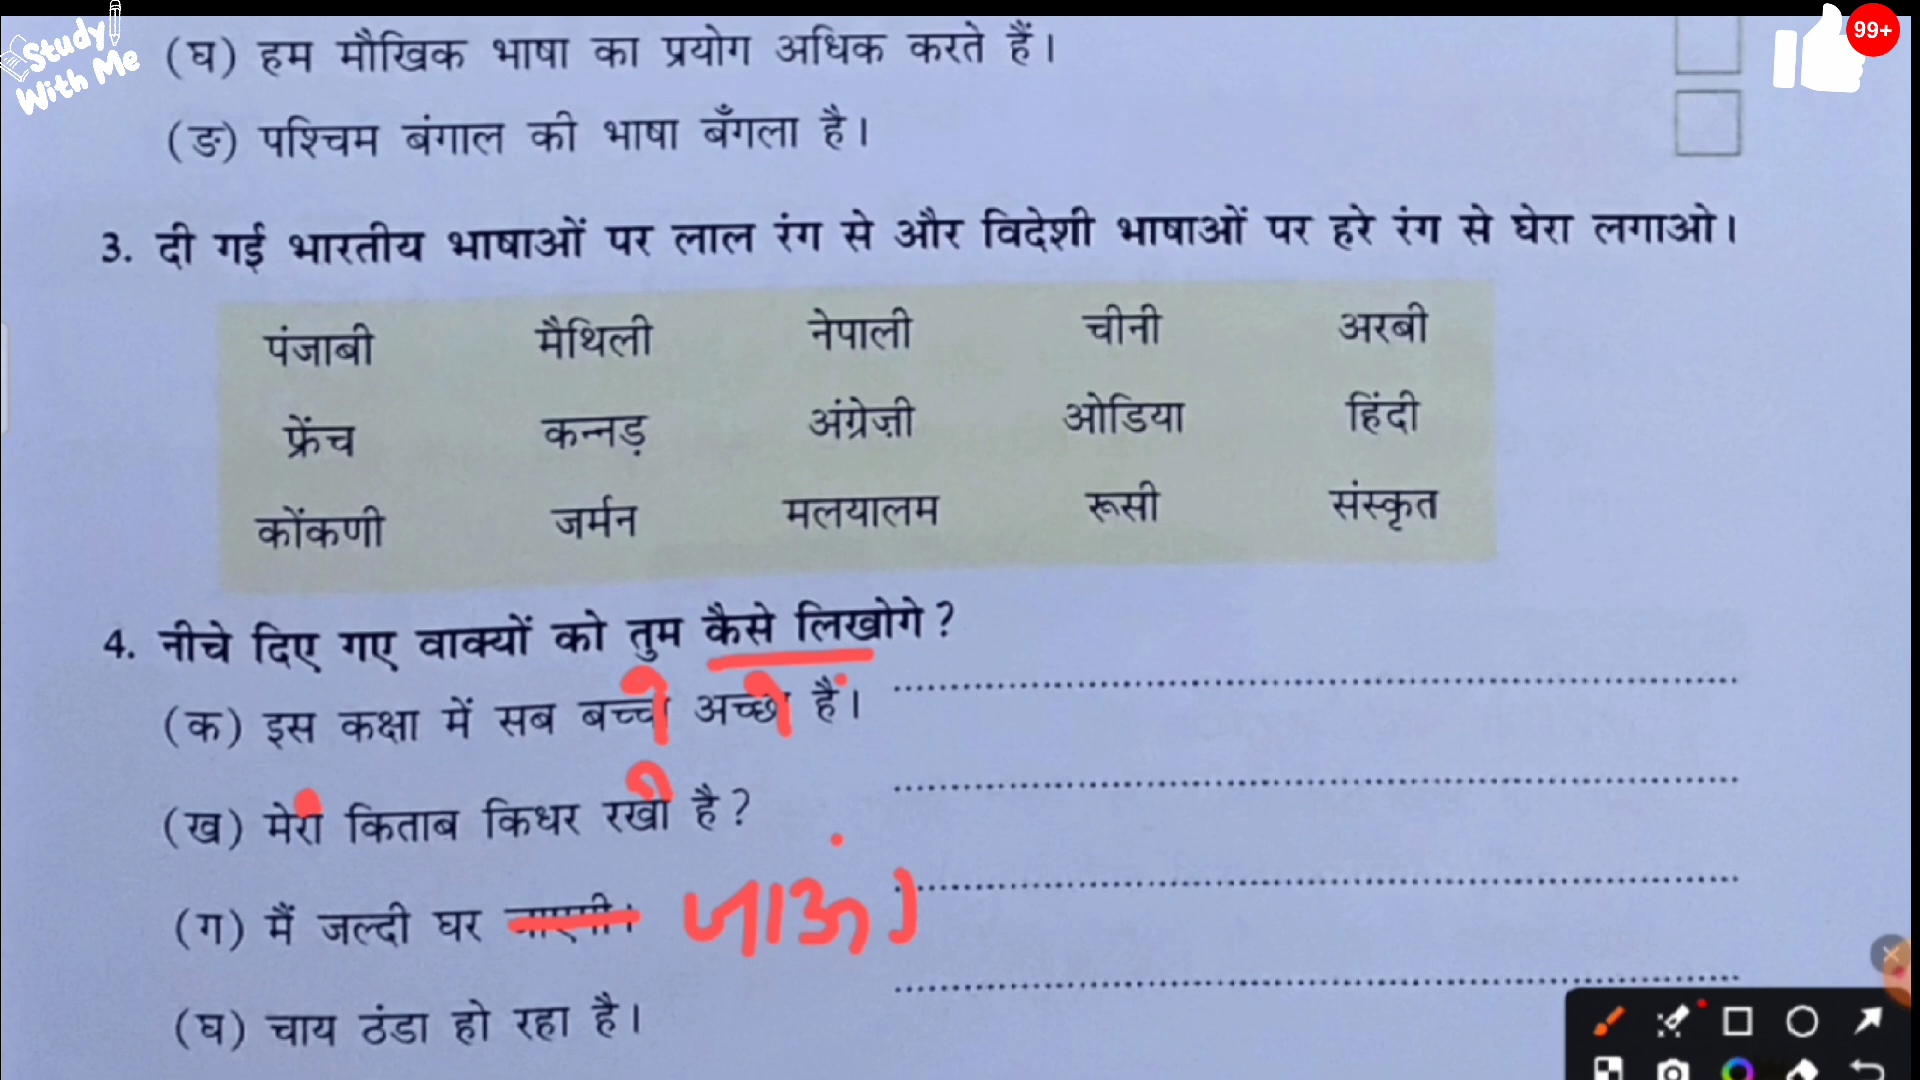 Study
With Me
99+
(घ) हम मौखिक भाषा का प्रयोग अधिक करते हैं।
(ङ) पश्चिम बंगाल की भाषा बँगला है।
3. दी गई भारतीय भाषाओं पर लाल रंग से और विदेशी भाषाओं पर हरे रंग से घेरा लगाओ।
पंजाबी मैथिली नेपाली चीनी अरबी
फ्रेंच कन्नड़ अंग्रेज़ी ओडिया हिंदी
कोंकणी जर्मन मलयालम रूसी संस्कृत
4. नीचे दिए गए वाक्यों को तुम कैसे लिखोगे?
(क) इस कक्षा में सब बच्चे अच्छे हैं।
(ख) मेरी किताब किधर रखी है?
(ग) मैं जल्दी घर जाएगी। जाऊं
(घ) चाय ठंडा हो रहा है।